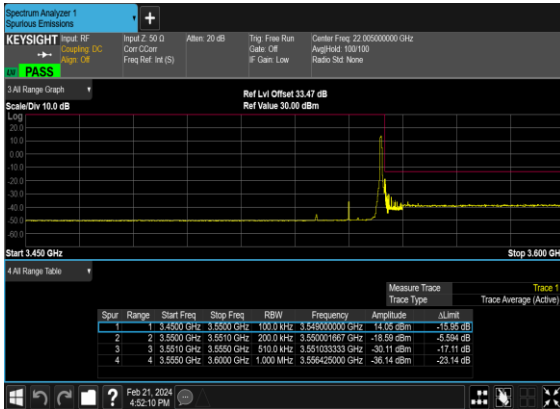 Spectrum Analyzer 1
Spurious Emissions
+
KEYSIGHT Input: RF Input Z: 50 Ω Atten: 20 dB Trig: Free Run Center Freq: 22.005000000 GHz
Coupling: DC Corr CCorr Gate: Off Avg|Hold: 100/100
Align: Off Freq Ref: Int (S) IF Gain: Low Radio Std: None
LXI PASS
3 All Range Graph
Ref Lvl Offset 33.47 dB
Scale/Div 10.0 dB Ref Value 30.00 dBm
Log
20.0
10.0
0.00
-10.0
-20.0
-30.0
-40.0
-50.0
-60.0
Start 3.450 GHz Stop 3.600 GH
4 All Range Table
Measure Trace Trace 1
Trace Type Trace Average (Active)
Spur Range Start Freq Stop Freq RBW Frequency Amplitude ΔLimit
1 1 3.4500 GHz 3.5500 GHz 100.0 kHz 3.549000000 GHz 14.05 dBm -15.95 dB
2 2 3.5500 GHz 3.5510 GHz 200.0 kHz 3.550001667 GHz -18.59 dBm -5.594 dB
3 3 3.5510 GHz 3.5550 GHz 510.0 kHz 3.551033333 GHz -30.11 dBm -17.11 dB
4 4 3.5550 GHz 3.6000 GHz 1.000 MHz 3.556425000 GHz -36.14 dBm -23.14 dB
? Feb 21, 2024
4:52:10 PM